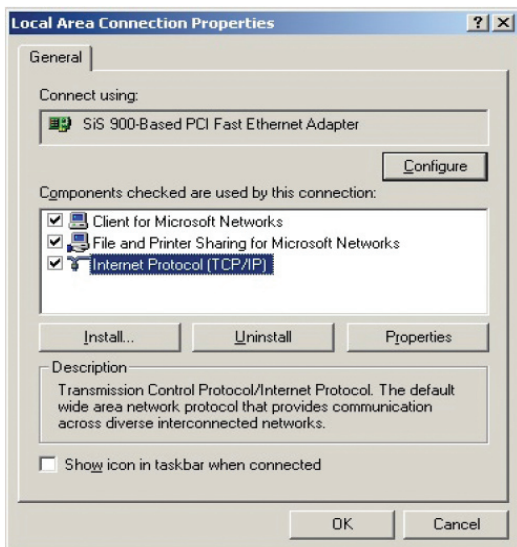 Local Area Connection Properties
General
Connect using:
SiS 900-Based PCI Fast Ethernet Adapter
Configure
Components checked are used by this connection:
Client for Microsoft Networks
File and Printer Sharing for Microsoft Networks
Internet Protocol (TCP/IP)
Install... Uninstall Properties
Description
Transmission Control Protocol/Internet Protocol. The default
wide area network protocol that provides communication
across diverse interconnected networks.
Show icon in taskbar when connected
OK Cancel